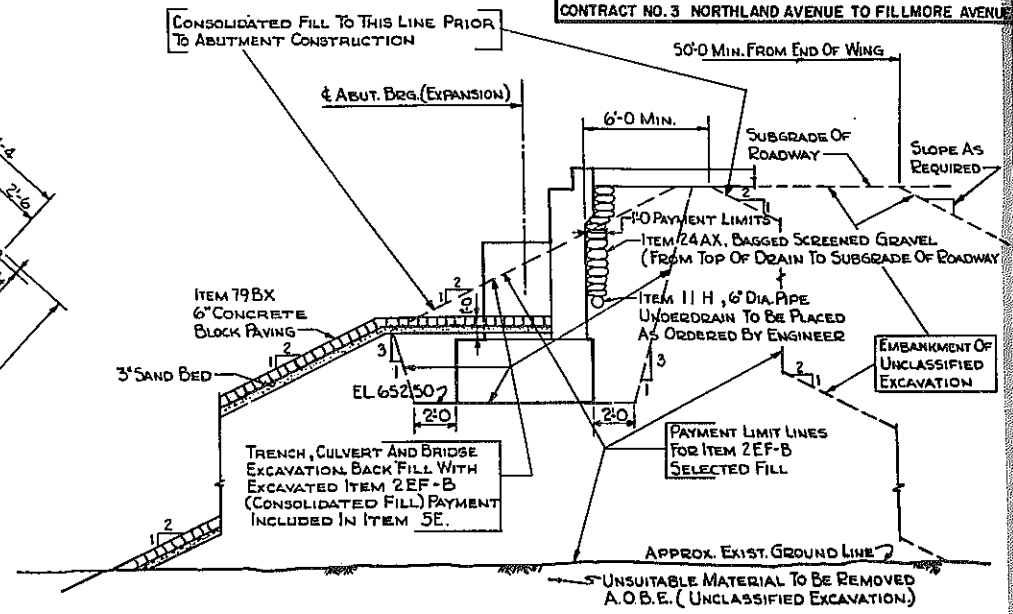 CONTRACT NO. 3 NORTHLAND AVENUE TO FILLMORE AVENUE
CONSOLIDATED FILL TO THIS LINE PRIOR
TO ABUTMENT CONSTRUCTION
50'-0 MIN. FROM END OF WING
℄ ABUT. BRG. (EXPANSION)
6'-0 MIN.
SUBGRADE OF
ROADWAY
SLOPE AS
REQUIRED
2
1
2'-6
1'-0 PAYMENT LIMITS
ITEM 24AX, BAGGED SCREENED GRAVEL
(FROM TOP OF DRAIN TO SUBGRADE OF ROADWAY
ITEM 11H, 6" DIA. PIPE
UNDERDRAIN TO BE PLACED
AS ORDERED BY ENGINEER
2
1
1'-0
ITEM 79BX
6" CONCRETE
BLOCK PAVING
2
1
3" SAND BED
3
1
3
1
EL 652.50
2'-0
2'-0
EMBANKMENT OF
UNCLASSIFIED
EXCAVATION
2
1
TRENCH, CULVERT AND BRIDGE
EXCAVATION. BACK FILL WITH
EXCAVATED ITEM 2EF-B
(CONSOLIDATED FILL) PAYMENT
INCLUDED IN ITEM 5E.
PAYMENT LIMIT LINES
FOR ITEM 2EF-B
SELECTED FILL
2
1
APPROX. EXIST. GROUND LINE
UNSUITABLE MATERIAL TO BE REMOVED
A.O.B.E. (UNCLASSIFIED EXCAVATION.)